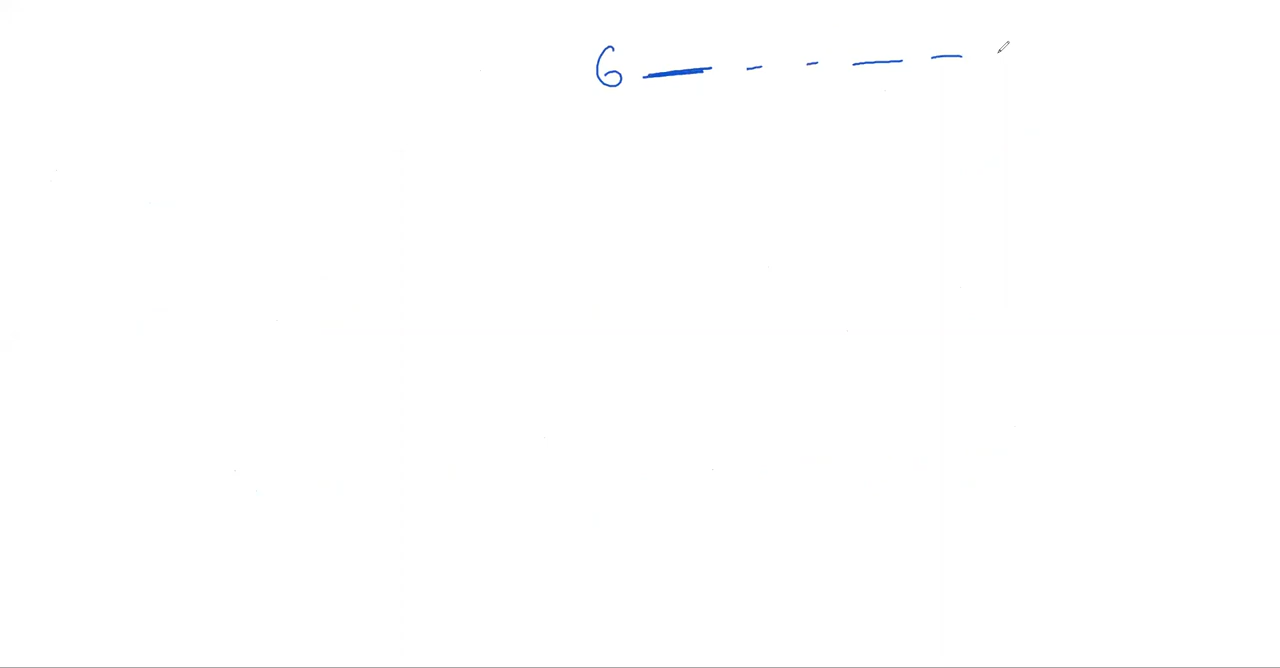 6 — - - — -